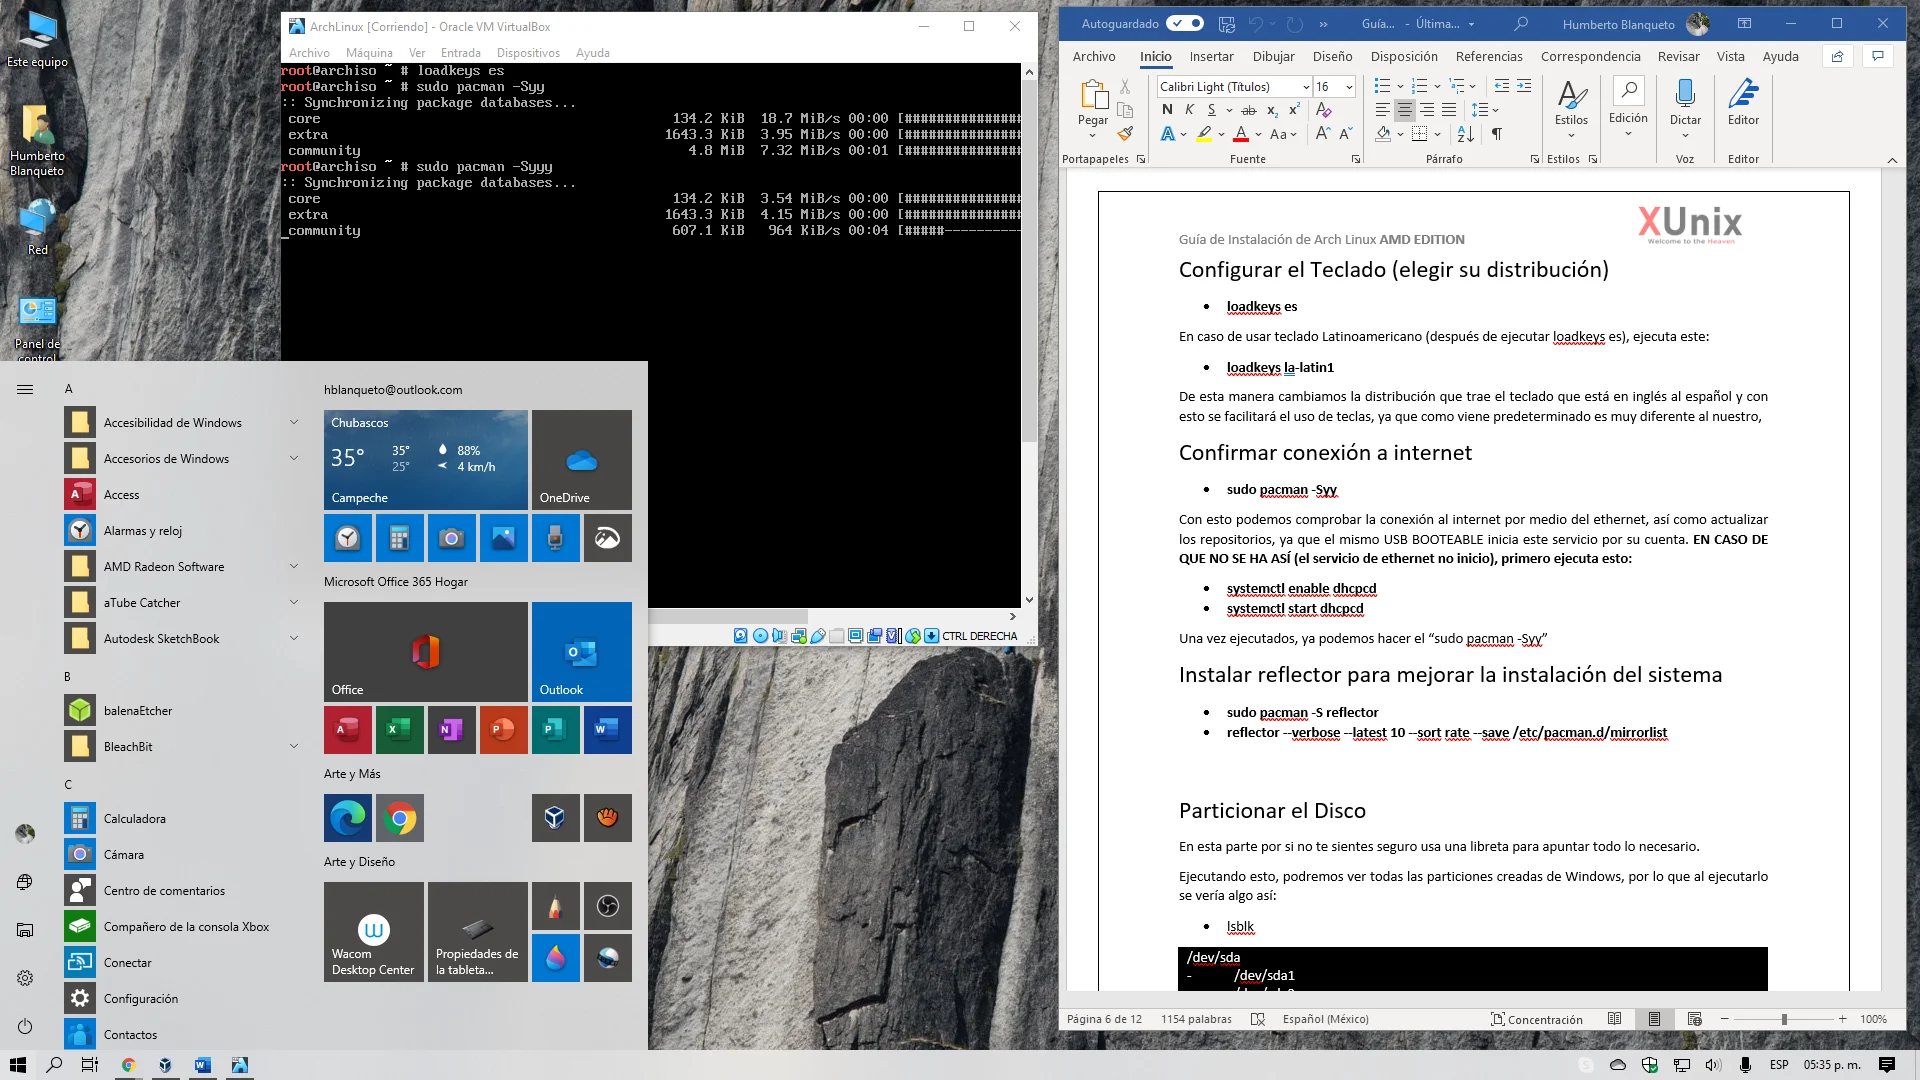 Este equipo
Humberto
Blanqueto
Red
Panel de
control
ArchLinux [Corriendo] - Oracle VM VirtualBox
Archivo Máquina Ver Entrada Dispositivos Ayuda
root@archiso ~ # loadkeys es
root@archiso ~ # sudo pacman -Syy
:: Synchronizing package databases...
core 134.2 KiB 18.7 MiB/s 00:00 [################
extra 1643.3 KiB 3.95 MiB/s 00:00 [################
community 4.8 MiB 7.32 MiB/s 00:01 [################
root@archiso ~ # sudo pacman -Syyy
:: Synchronizing package databases...
core 134.2 KiB 3.54 MiB/s 00:00 [################
extra 1643.3 KiB 4.15 MiB/s 00:00 [################
_community 607.1 KiB 964 KiB/s 00:04 [#####-----------
CTRL DERECHA
A
Accesibilidad de Windows
Accesorios de Windows
Access
Alarmas y reloj
AMD Radeon Software
aTube Catcher
Autodesk SketchBook
B
balenaEtcher
BleachBit
C
Calculadora
Cámara
Centro de comentarios
Compañero de la consola Xbox
Conectar
Configuración
Contactos
hblanqueto@outlook.com
Chubascos
35° 35° 88%
25° 4 km/h
Campeche
OneDrive
Microsoft Office 365 Hogar
Office
Outlook
Arte y Más
Arte y Diseño
Wacom
Desktop Center
Propiedades de
la tableta...
Autoguardado Guía... - Última... Humberto Blanqueto
Archivo Inicio Insertar Dibujar Diseño Disposición Referencias Correspondencia Revisar Vista Ayuda
Pegar
Calibri Light (Títulos) 16
N K S ab x₂ x² A
A A Aa A A
Estilos
Edición
Dictar
Editor
Portapapeles Fuente Párrafo Estilos Voz Editor
XUnix
Welcome to the Heaven
Guía de Instalación de Arch Linux AMD EDITION
Configurar el Teclado (elegir su distribución)
• loadkeys es
En caso de usar teclado Latinoamericano (después de ejecutar loadkeys es), ejecuta este:
• loadkeys la-latin1
De esta manera cambiamos la distribución que trae el teclado que está en inglés al español y con
esto se facilitará el uso de teclas, ya que como viene predeterminado es muy diferente al nuestro,
Confirmar conexión a internet
• sudo pacman -Syy
Con esto podemos comprobar la conexión al internet por medio del ethernet, así como actualizar
los repositorios, ya que el mismo USB BOOTEABLE inicia este servicio por su cuenta. EN CASO DE
QUE NO SE HA ASÍ (el servicio de ethernet no inicio), primero ejecuta esto:
• systemctl enable dhcpcd
• systemctl start dhcpcd
Una vez ejecutados, ya podemos hacer el “sudo pacman -Syy”
Instalar reflector para mejorar la instalación del sistema
• sudo pacman -S reflector
• reflector --verbose --latest 10 --sort rate --save /etc/pacman.d/mirrorlist
Particionar el Disco
En esta parte por si no te sientes seguro usa una libreta para apuntar todo lo necesario.
Ejecutando esto, podremos ver todas las particiones creadas de Windows, por lo que al ejecutarlo
se vería algo así:
• lsblk
/dev/sda
- /dev/sda1
Página 6 de 12 1154 palabras Español (México) Concentración 100%
ESP 05:35 p. m.